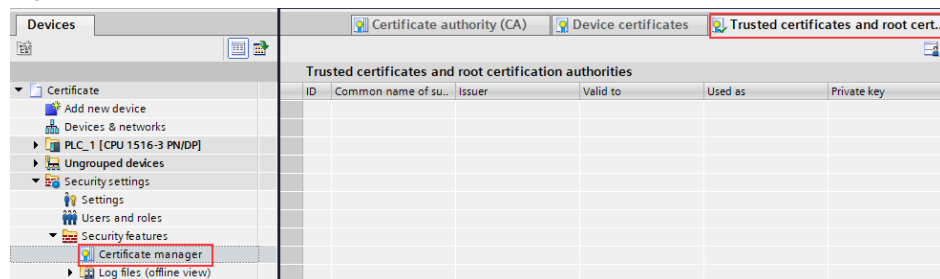 Devices
Certificate authority (CA) Device certificates Trusted certificates and root cert...
Trusted certificates and root certification authorities
ID Common name of su... Issuer Valid to Used as Private key
Certificate
Add new device
Devices & networks
PLC_1 [CPU 1516-3 PN/DP]
Ungrouped devices
Security settings
Settings
Users and roles
Security features
Certificate manager
Log files (offline view)